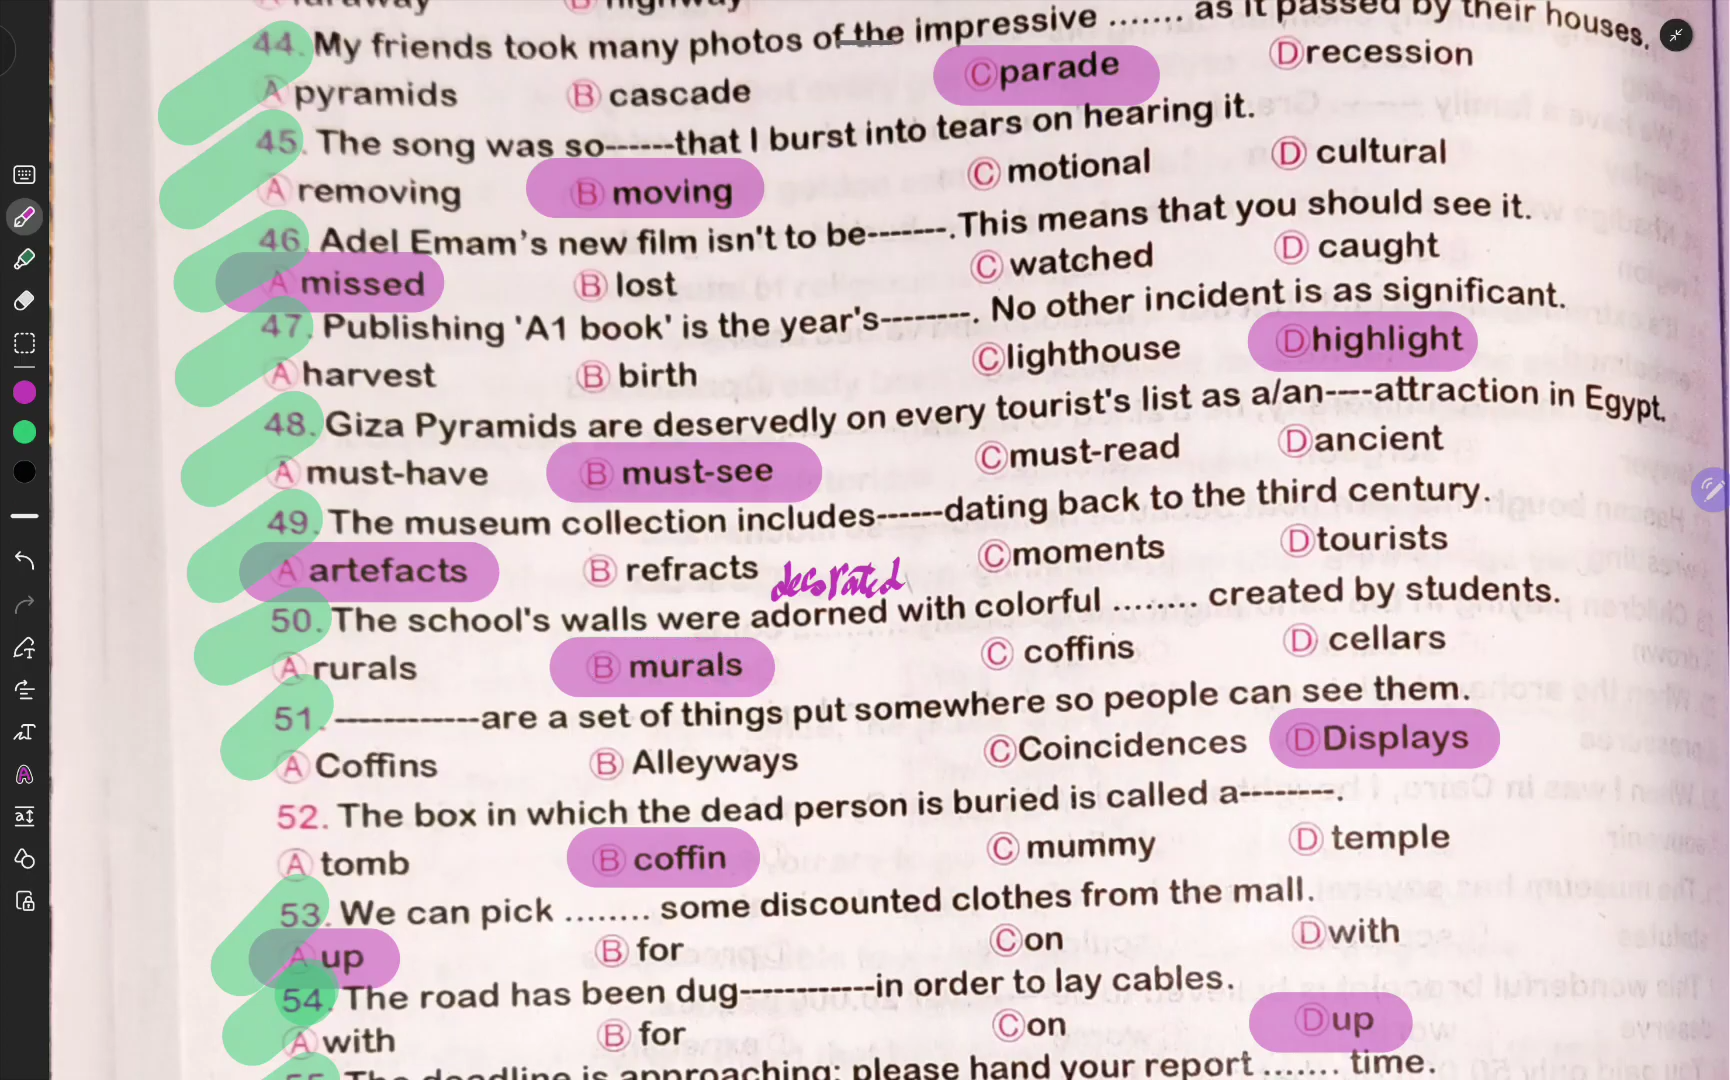 44. My friends took many photos of the impressive ....... as it passed by their houses.
A pyramids B cascade C parade D recession
45. The song was so------that I burst into tears on hearing it.
A removing B moving C motional D cultural
46. Adel Emam's new film isn't to be-------.This means that you should see it.
A missed B lost C watched D caught
47. Publishing 'A1 book' is the year's--------. No other incident is as significant.
A harvest B birth C lighthouse D highlight
48. Giza Pyramids are deservedly on every tourist's list as a/an----attraction in Egypt.
A must-have B must-see C must-read D ancient
49. The museum collection includes------dating back to the third century.
A artefacts B refracts C moments D tourists
decorated
50. The school's walls were adorned with colorful ........ created by students.
A rurals B murals C coffins D cellars
51. ------------are a set of things put somewhere so people can see them.
A Coffins B Alleyways C Coincidences D Displays
52. The box in which the dead person is buried is called a--------.
A tomb B coffin C mummy D temple
53. We can pick ........ some discounted clothes from the mall.
A up B for C on D with
54. The road has been dug------------in order to lay cables.
A with B for C on D up
The deadline is approaching; please hand your report ....... time.